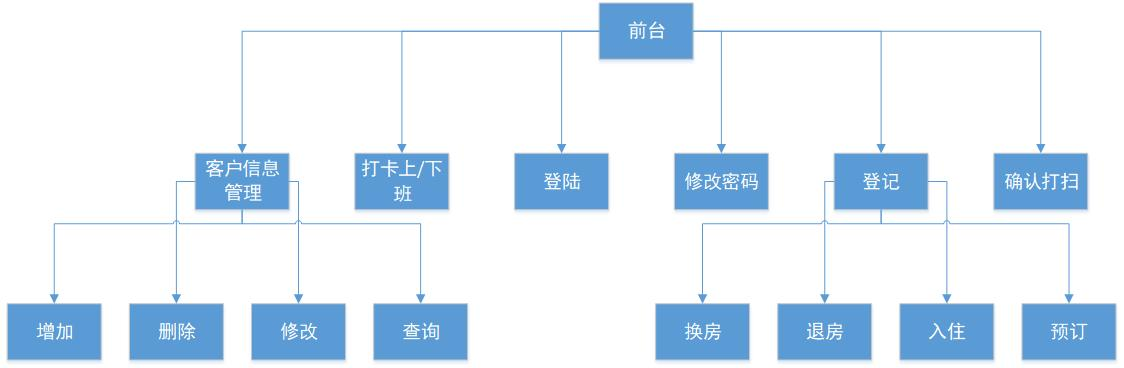 前台
客户信息
管理
打卡上/下
班
登陆
修改密码
登记
确认打扫
增加
删除
修改
查询
换房
退房
入住
预订